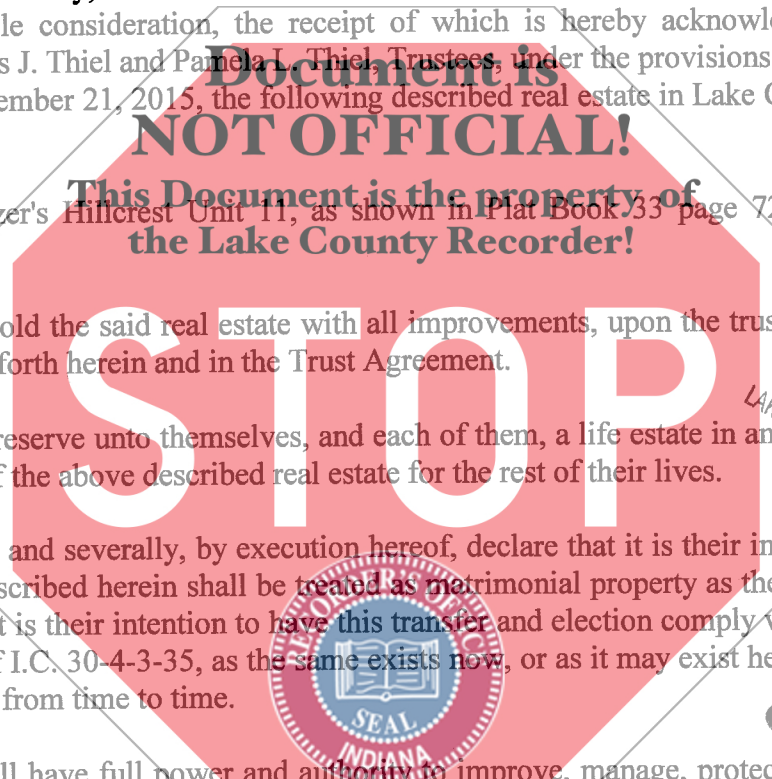 le consideration, the receipt of which is hereby acknowl
s J. Thiel and Pamela L. Thiel, Trustees, under the provisions
Document is
ember 21, 2015, the following described real estate in Lake C
NOT OFFICIAL!
This Document is the property of
zer's Hillcrest Unit 11, as shown in Plat Book 33 page 72
the Lake County Recorder!
old the said real estate with all improvements, upon the trus
forth herein and in the Trust Agreement.
STOP
LAK
reserve unto themselves, and each of them, a life estate in an
f the above described real estate for the rest of their lives.
and severally, by execution hereof, declare that it is their in
scribed herein shall be treated as matrimonial property as the
t is their intention to have this transfer and election comply v
f I.C. 30-4-3-35, as the same exists now, or as it may exist he
from time to time.
RECORDER'S OFFICE
SEAL
INDIANA
ll have full power and authority to improve, manage, protec